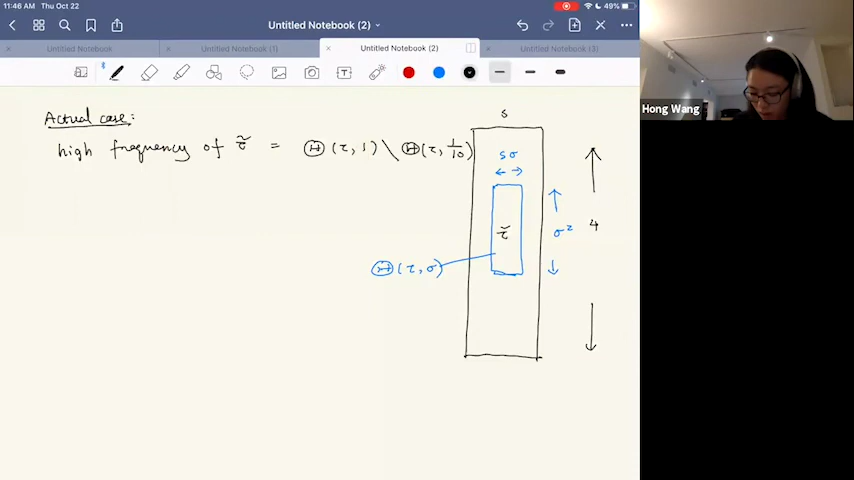 11:46 AM Thu Oct 22
49%
Untitled Notebook (2)
Untitled Notebook
Untitled Notebook (1)
Untitled Notebook (2)
Untitled Notebook (3)
Hong Wang
Actual case:
high frequency of τ̃ = Ⓗ(τ, 1) \ Ⓗ(τ, 1/10)
s
sσ
τ̃
σ²
4
Ⓗ(τ, σ)